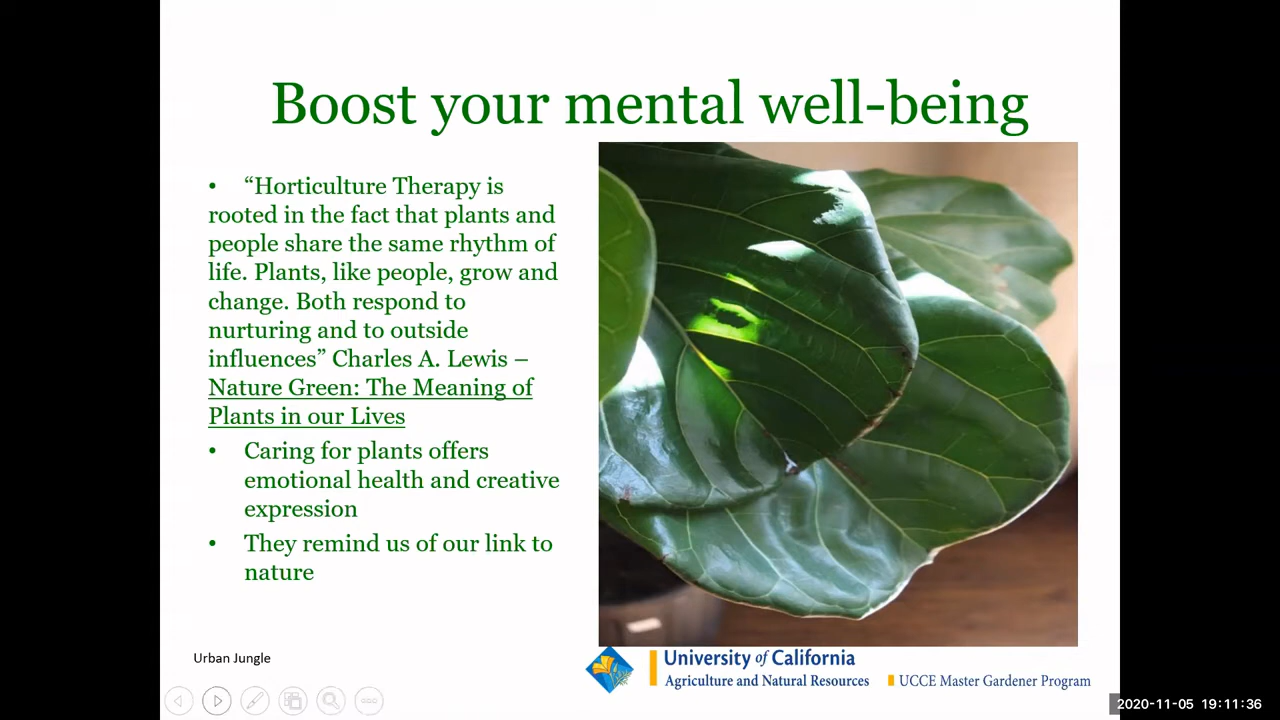 Boost your mental well-being
• “Horticulture Therapy is
rooted in the fact that plants and
people share the same rhythm of
life. Plants, like people, grow and
change. Both respond to
nurturing and to outside
influences” Charles A. Lewis –
Nature Green: The Meaning of
Plants in our Lives
• Caring for plants offers
emotional health and creative
expression
• They remind us of our link to
nature
Urban Jungle
University of California
Agriculture and Natural Resources
UCCE Master Gardener Program
2020-11-05 19:11:36